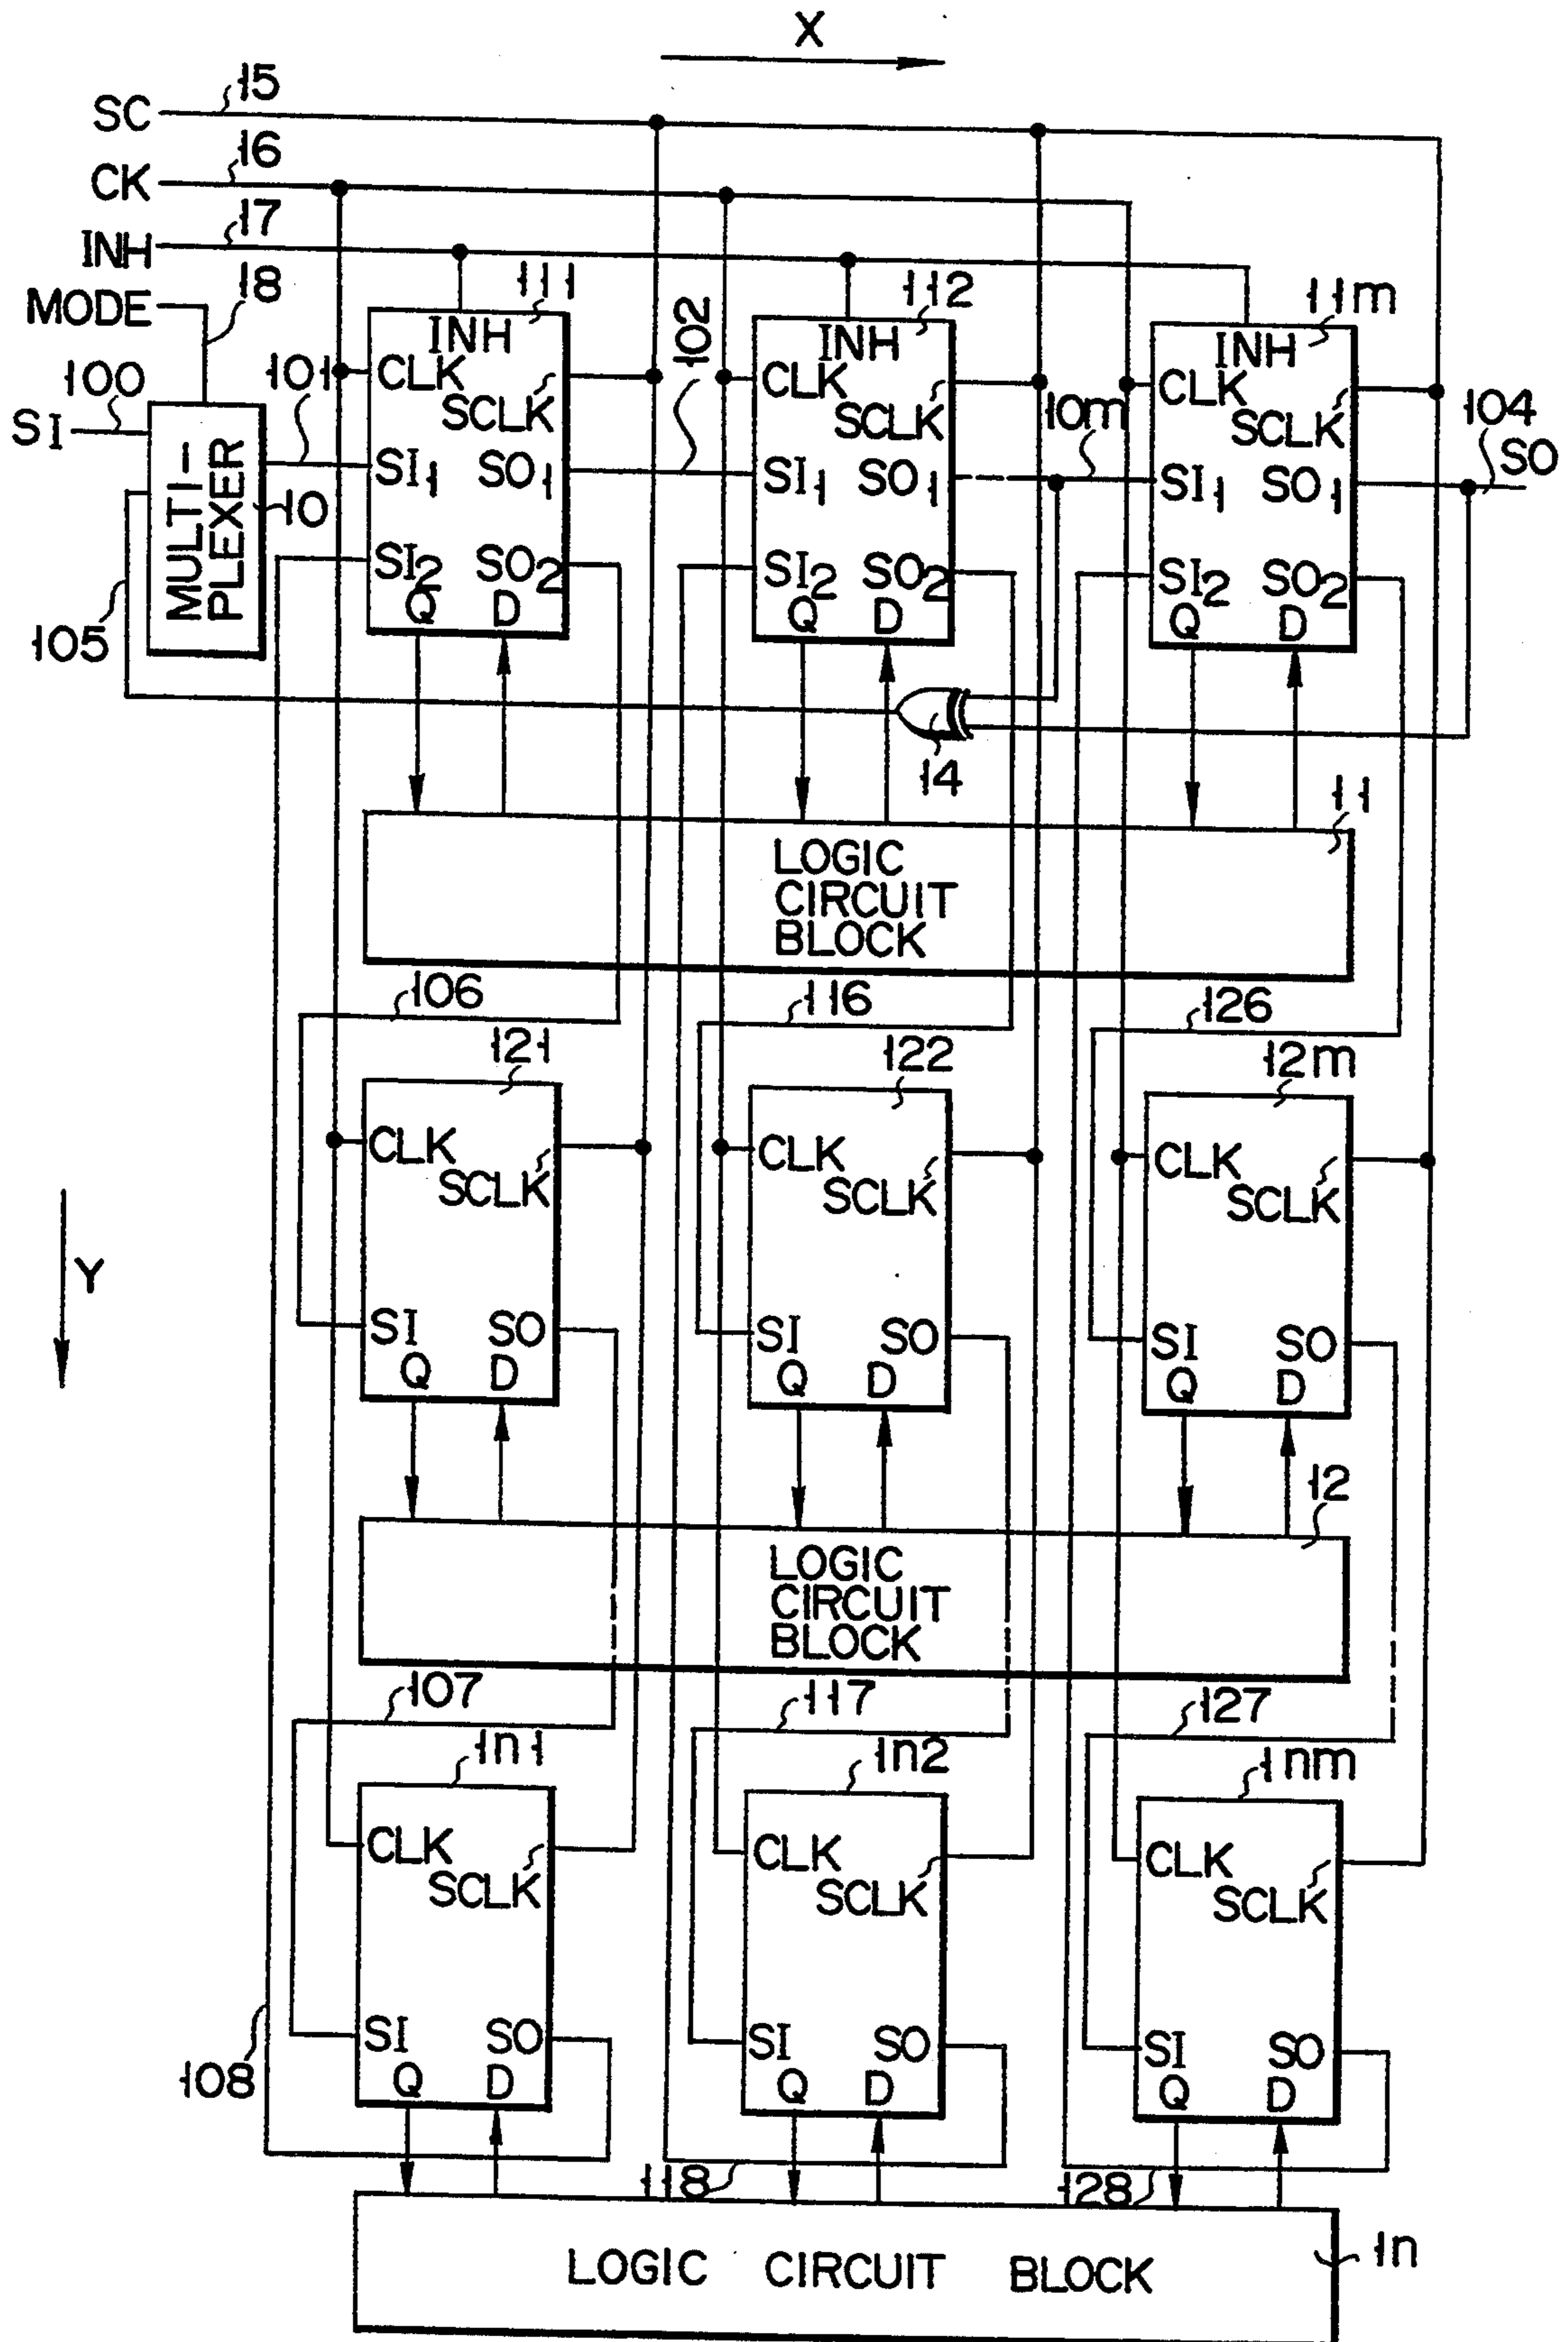 X
SC 15
CK 16
INH 17
MODE 18
111 112 11m
102
INH INH INH
CLK CLK CLK
SCLK SCLK SCLK
100 101 10m 104
SI SO
SI1 SO1 SI1 SO1 SI1 SO1
MULTI-
PLEXER
10
SI2 SO2 SI2 SO2 SI2 SO2
Q D Q D Q D
105
14
11
LOGIC
CIRCUIT
BLOCK
106 116 126
121 122 12m
CLK CLK CLK
SCLK SCLK SCLK
Y
SI SO SI SO SI SO
Q D Q D Q D
12
LOGIC
CIRCUIT
BLOCK
107 117 127
1n1 1n2 1nm
CLK CLK CLK
SCLK SCLK SCLK
SI SO SI SO SI SO
Q D Q D Q D
108
118 128
LOGIC CIRCUIT BLOCK
1n